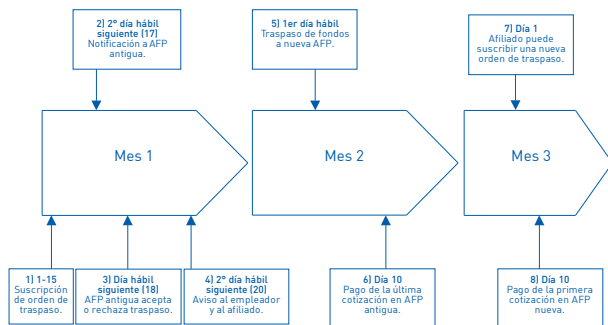 2) 2º día hábil
siguiente (17)
Notificación a AFP
antigua.
5) 1er día hábil
Traspaso de fondos
a nueva AFP.
7) Día 1
Afiliado puede
suscribir una nueva
orden de traspaso.
Mes 1
Mes 2
Mes 3
1) 1-15
Suscripción
de orden de
traspaso.
3) Día hábil
siguiente (18)
AFP antigua acepta
o rechaza traspaso.
4) 2º día hábil
siguiente (20)
Aviso al empleador
y al afiliado.
6) Día 10
Pago de la última
cotización en AFP
antigua.
8) Día 10
Pago de la primera
cotización en AFP
nueva.